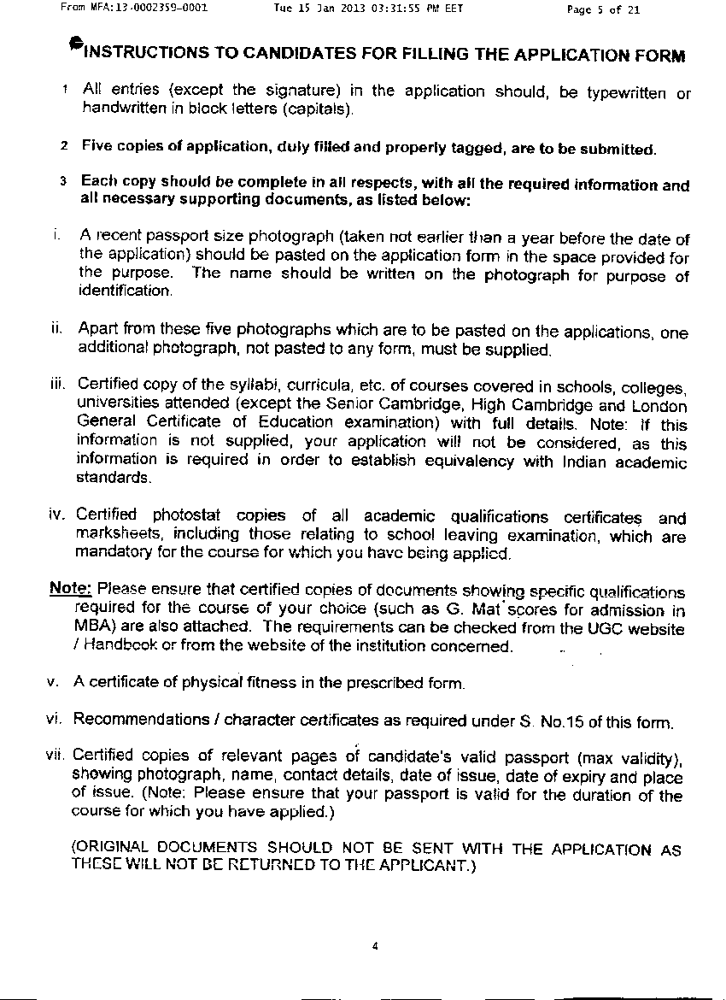 From MFA:13-0002359-0001 Tue 15 Jan 2013 03:31:55 PM EET Page 5 of 21
INSTRUCTIONS TO CANDIDATES FOR FILLING THE APPLICATION FORM
1 All entries (except the signature) in the application should, be typewritten or
handwritten in block letters (capitals).
2 Five copies of application, duly filled and properly tagged, are to be submitted.
3 Each copy should be complete in all respects, with all the required information and
all necessary supporting documents, as listed below:
i. A recent passport size photograph (taken not earlier than a year before the date of
the application) should be pasted on the application form in the space provided for
the purpose. The name should be written on the photograph for purpose of
identification.
ii. Apart from these five photographs which are to be pasted on the applications, one
additional photograph, not pasted to any form, must be supplied.
iii. Certified copy of the syllabi, curricula, etc. of courses covered in schools, colleges,
universities attended (except the Senior Cambridge, High Cambridge and London
General Certificate of Education examination) with full details. Note: If this
information is not supplied, your application will not be considered, as this
information is required in order to establish equivalency with Indian academic
standards.
iv. Certified photostat copies of all academic qualifications certificates and
marksheets, including those relating to school leaving examination, which are
mandatory for the course for which you have being applied.
Note: Please ensure that certified copies of documents showing specific qualifications
required for the course of your choice (such as G. Mat scores for admission in
MBA) are also attached. The requirements can be checked from the UGC website
/ Handbook or from the website of the institution concerned.
v. A certificate of physical fitness in the prescribed form.
vi. Recommendations / character certificates as required under S. No.15 of this form.
vii. Certified copies of relevant pages of candidate's valid passport (max validity),
showing photograph, name, contact details, date of issue, date of expiry and place
of issue. (Note: Please ensure that your passport is valid for the duration of the
course for which you have applied.)
(ORIGINAL DOCUMENTS SHOULD NOT BE SENT WITH THE APPLICATION AS
THESE WILL NOT BE RETURNED TO THE APPLICANT.)
4